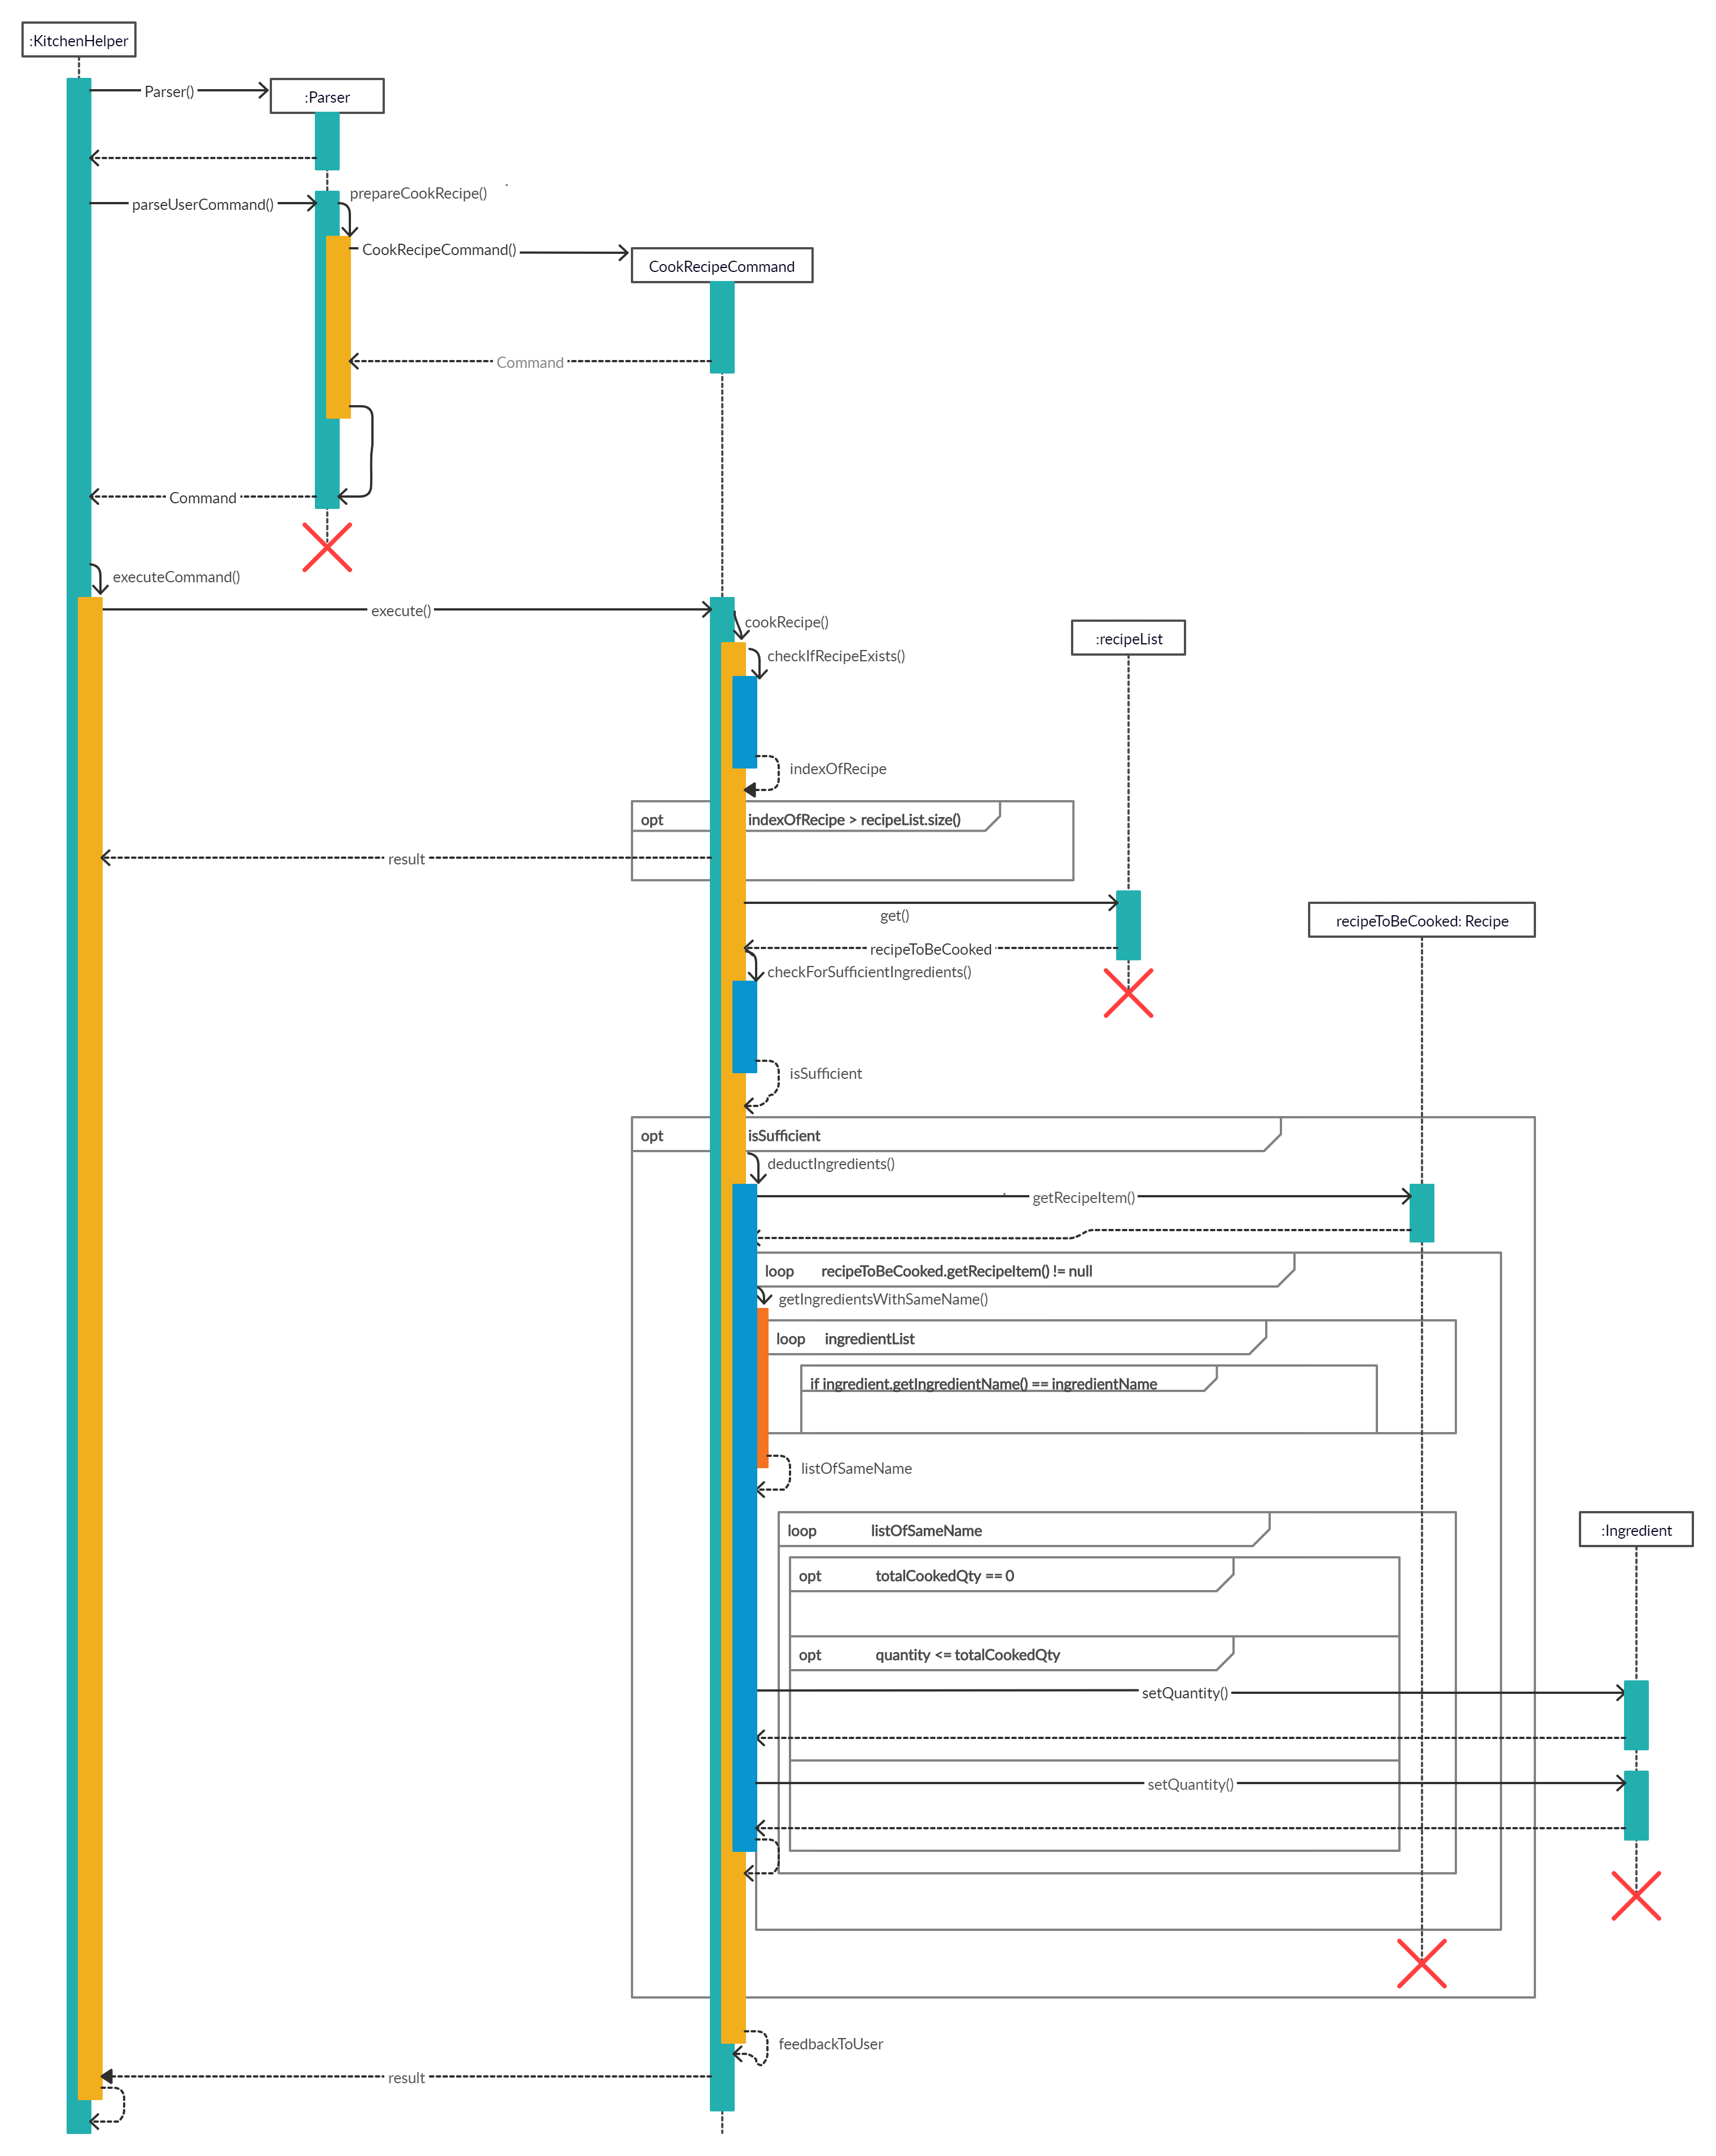 :KitchenHelper
Parser()
:Parser
prepareCookRecipe()
parseUserCommand()
CookRecipeCommand()
CookRecipeCommand
Command
Command
executeCommand()
execute()
cookRecipe()
:recipeList
checkIfRecipeExists()
indexOfRecipe
opt indexOfRecipe > recipeList.size()
result
get()
recipeToBeCooked: Recipe
recipeToBeCooked
checkForSufficientIngredients()
isSufficient
opt isSufficient
deductIngredients()
getRecipeItem()
loop recipeToBeCooked.getRecipeItem() != null
getIngredientsWithSameName()
loop ingredientList
if ingredient.getIngredientName() == ingredientName
listOfSameName
loop listOfSameName
:Ingredient
opt totalCookedQty == 0
opt quantity <= totalCookedQty
setQuantity()
setQuantity()
feedbackToUser
result